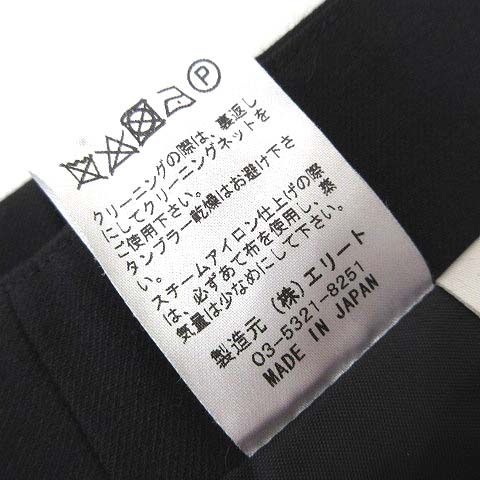 P
クリーニングの際は、裏返し
にしてクリーニングネットを
ご使用下さい。
タンブラー乾燥はお避け下さ
い。
スチームアイロン仕上げの際
は、必ずあて布を使用し、蒸
気量は少なめにして下さい。
製造元 (株)エリート
03-5321-8251
MADE IN JAPAN